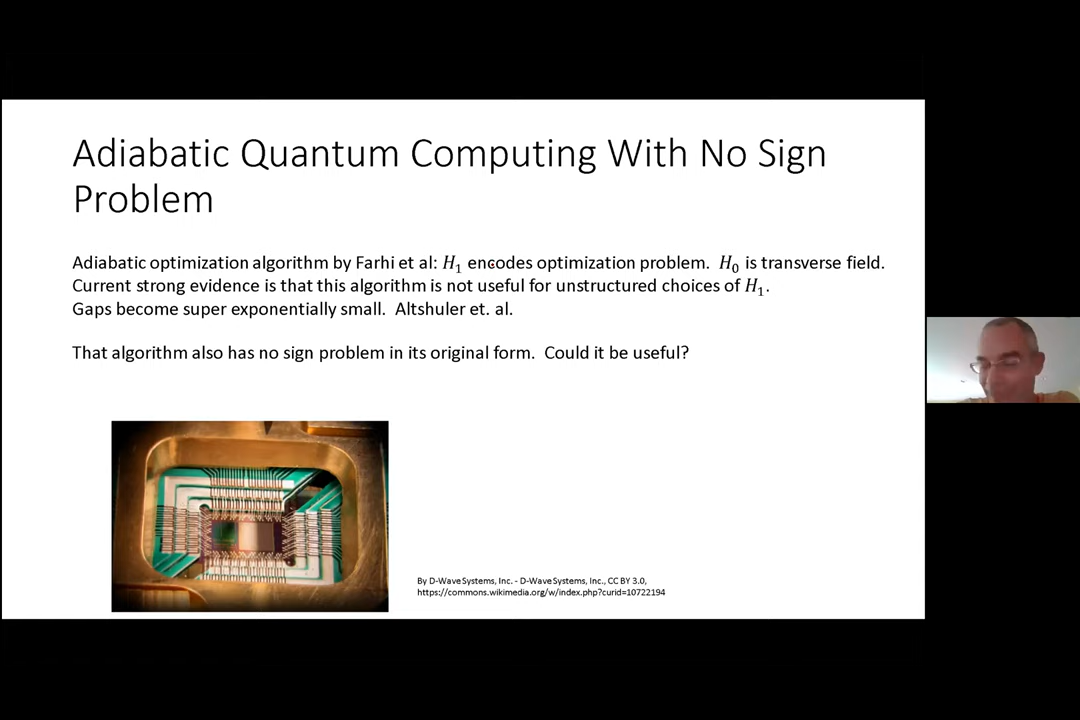 Adiabatic Quantum Computing With No Sign
Problem
Adiabatic optimization algorithm by Farhi et al: H₁ encodes optimization problem. H₀ is transverse field.
Current strong evidence is that this algorithm is not useful for unstructured choices of H₁.
Gaps become super exponentially small. Altshuler et. al.
That algorithm also has no sign problem in its original form. Could it be useful?
By D-Wave Systems, Inc. - D-Wave Systems, Inc., CC BY 3.0,
https://commons.wikimedia.org/w/index.php?curid=10722194